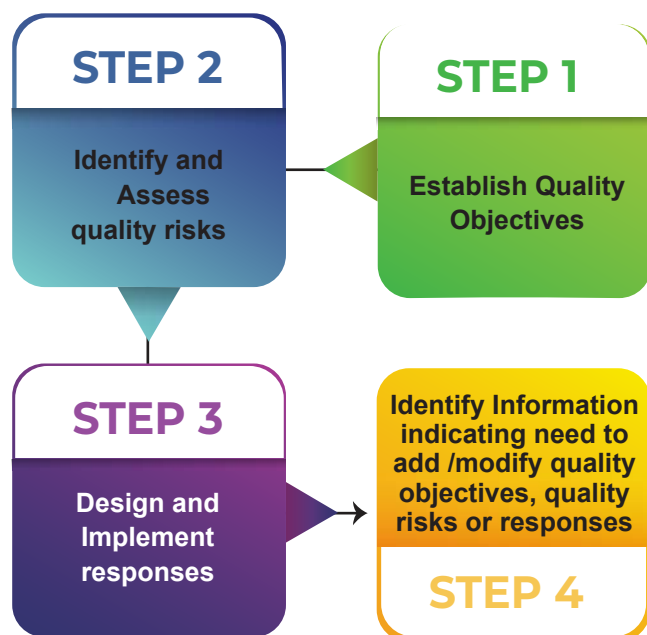 STEP 1
Establish Quality
Objectives
STEP 2
Identify and
Assess
quality risks
STEP 3
Design and
Implement
responses
Identify Information
indicating need to
add /modify quality
objectives, quality
risks or responses
STEP 4